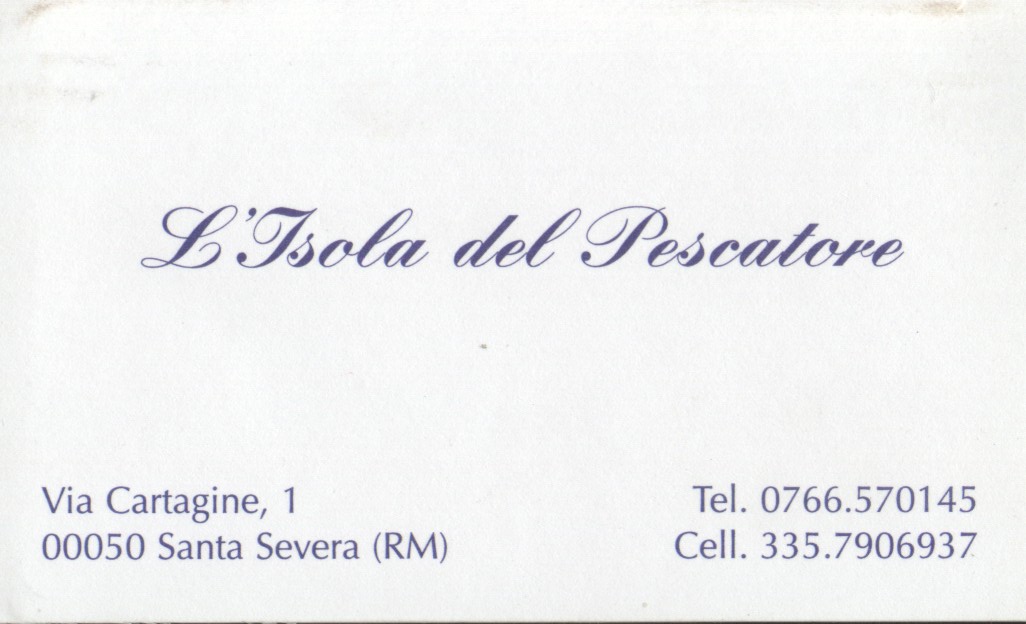 L'Isola del Pescatore
Via Cartagine, 1
00050 Santa Severa (RM)
Tel. 0766.570145
Cell. 335.7906937